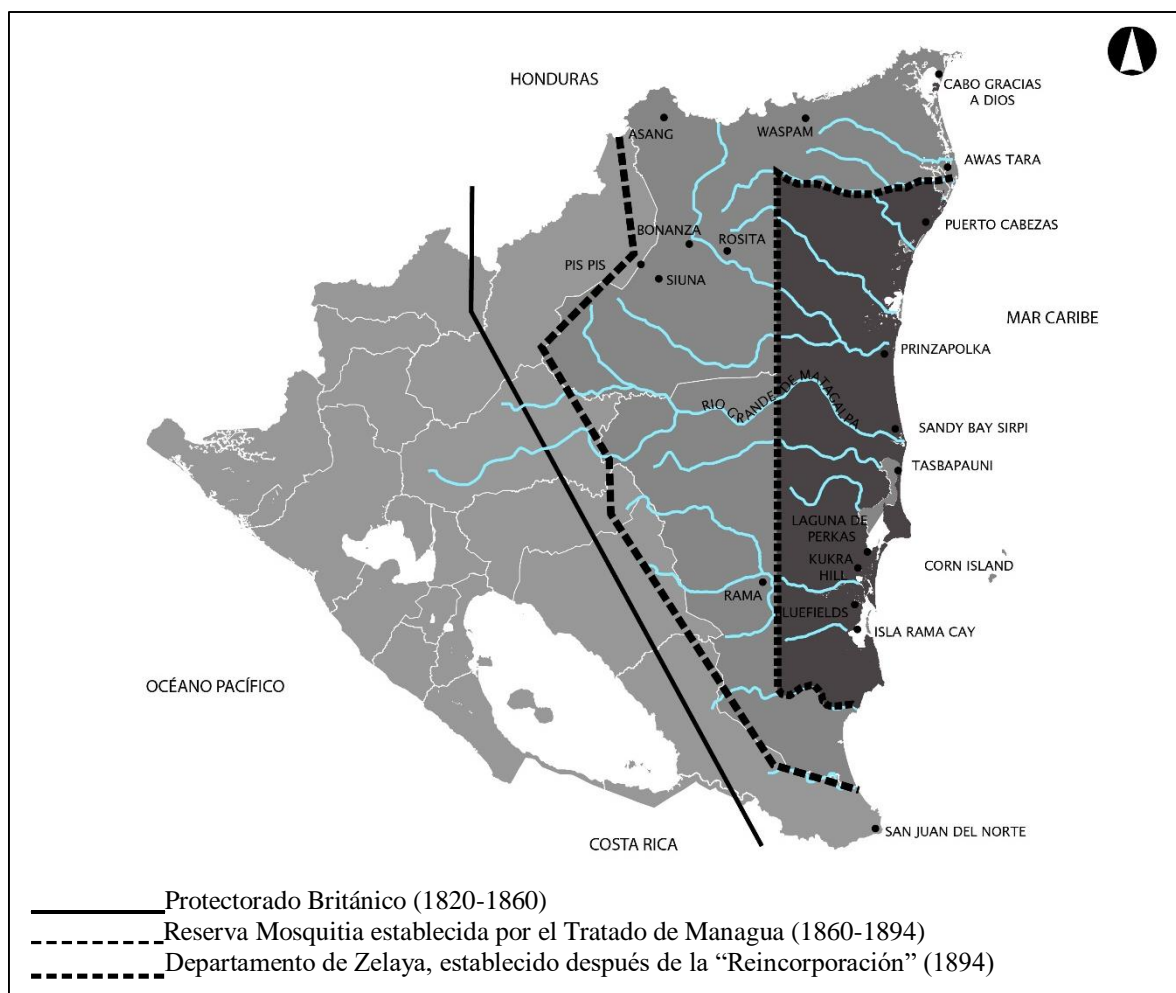 HONDURAS
CABO GRACIAS
A DIOS
ASANG
WASPAM
AWAS TARA
PUERTO CABEZAS
BONANZA
ROSITA
PIS PIS
SIUNA
MAR CARIBE
PRINZAPOLKA
RIO GRANDE DE MATAGALPA
SANDY BAY SIRPI
TASBAPAUNI
LAGUNA DE
PERKAS
KUKRA
HILL
CORN ISLAND
RAMA
LUEFIELDS
ISLA RAMA CAY
OCÉANO PACÍFICO
SAN JUAN DEL NORTE
COSTA RICA
Protectorado Británico (1820-1860)
Reserva Mosquitia establecida por el Tratado de Managua (1860-1894)
Departamento de Zelaya, establecido después de la “Reincorporación” (1894)